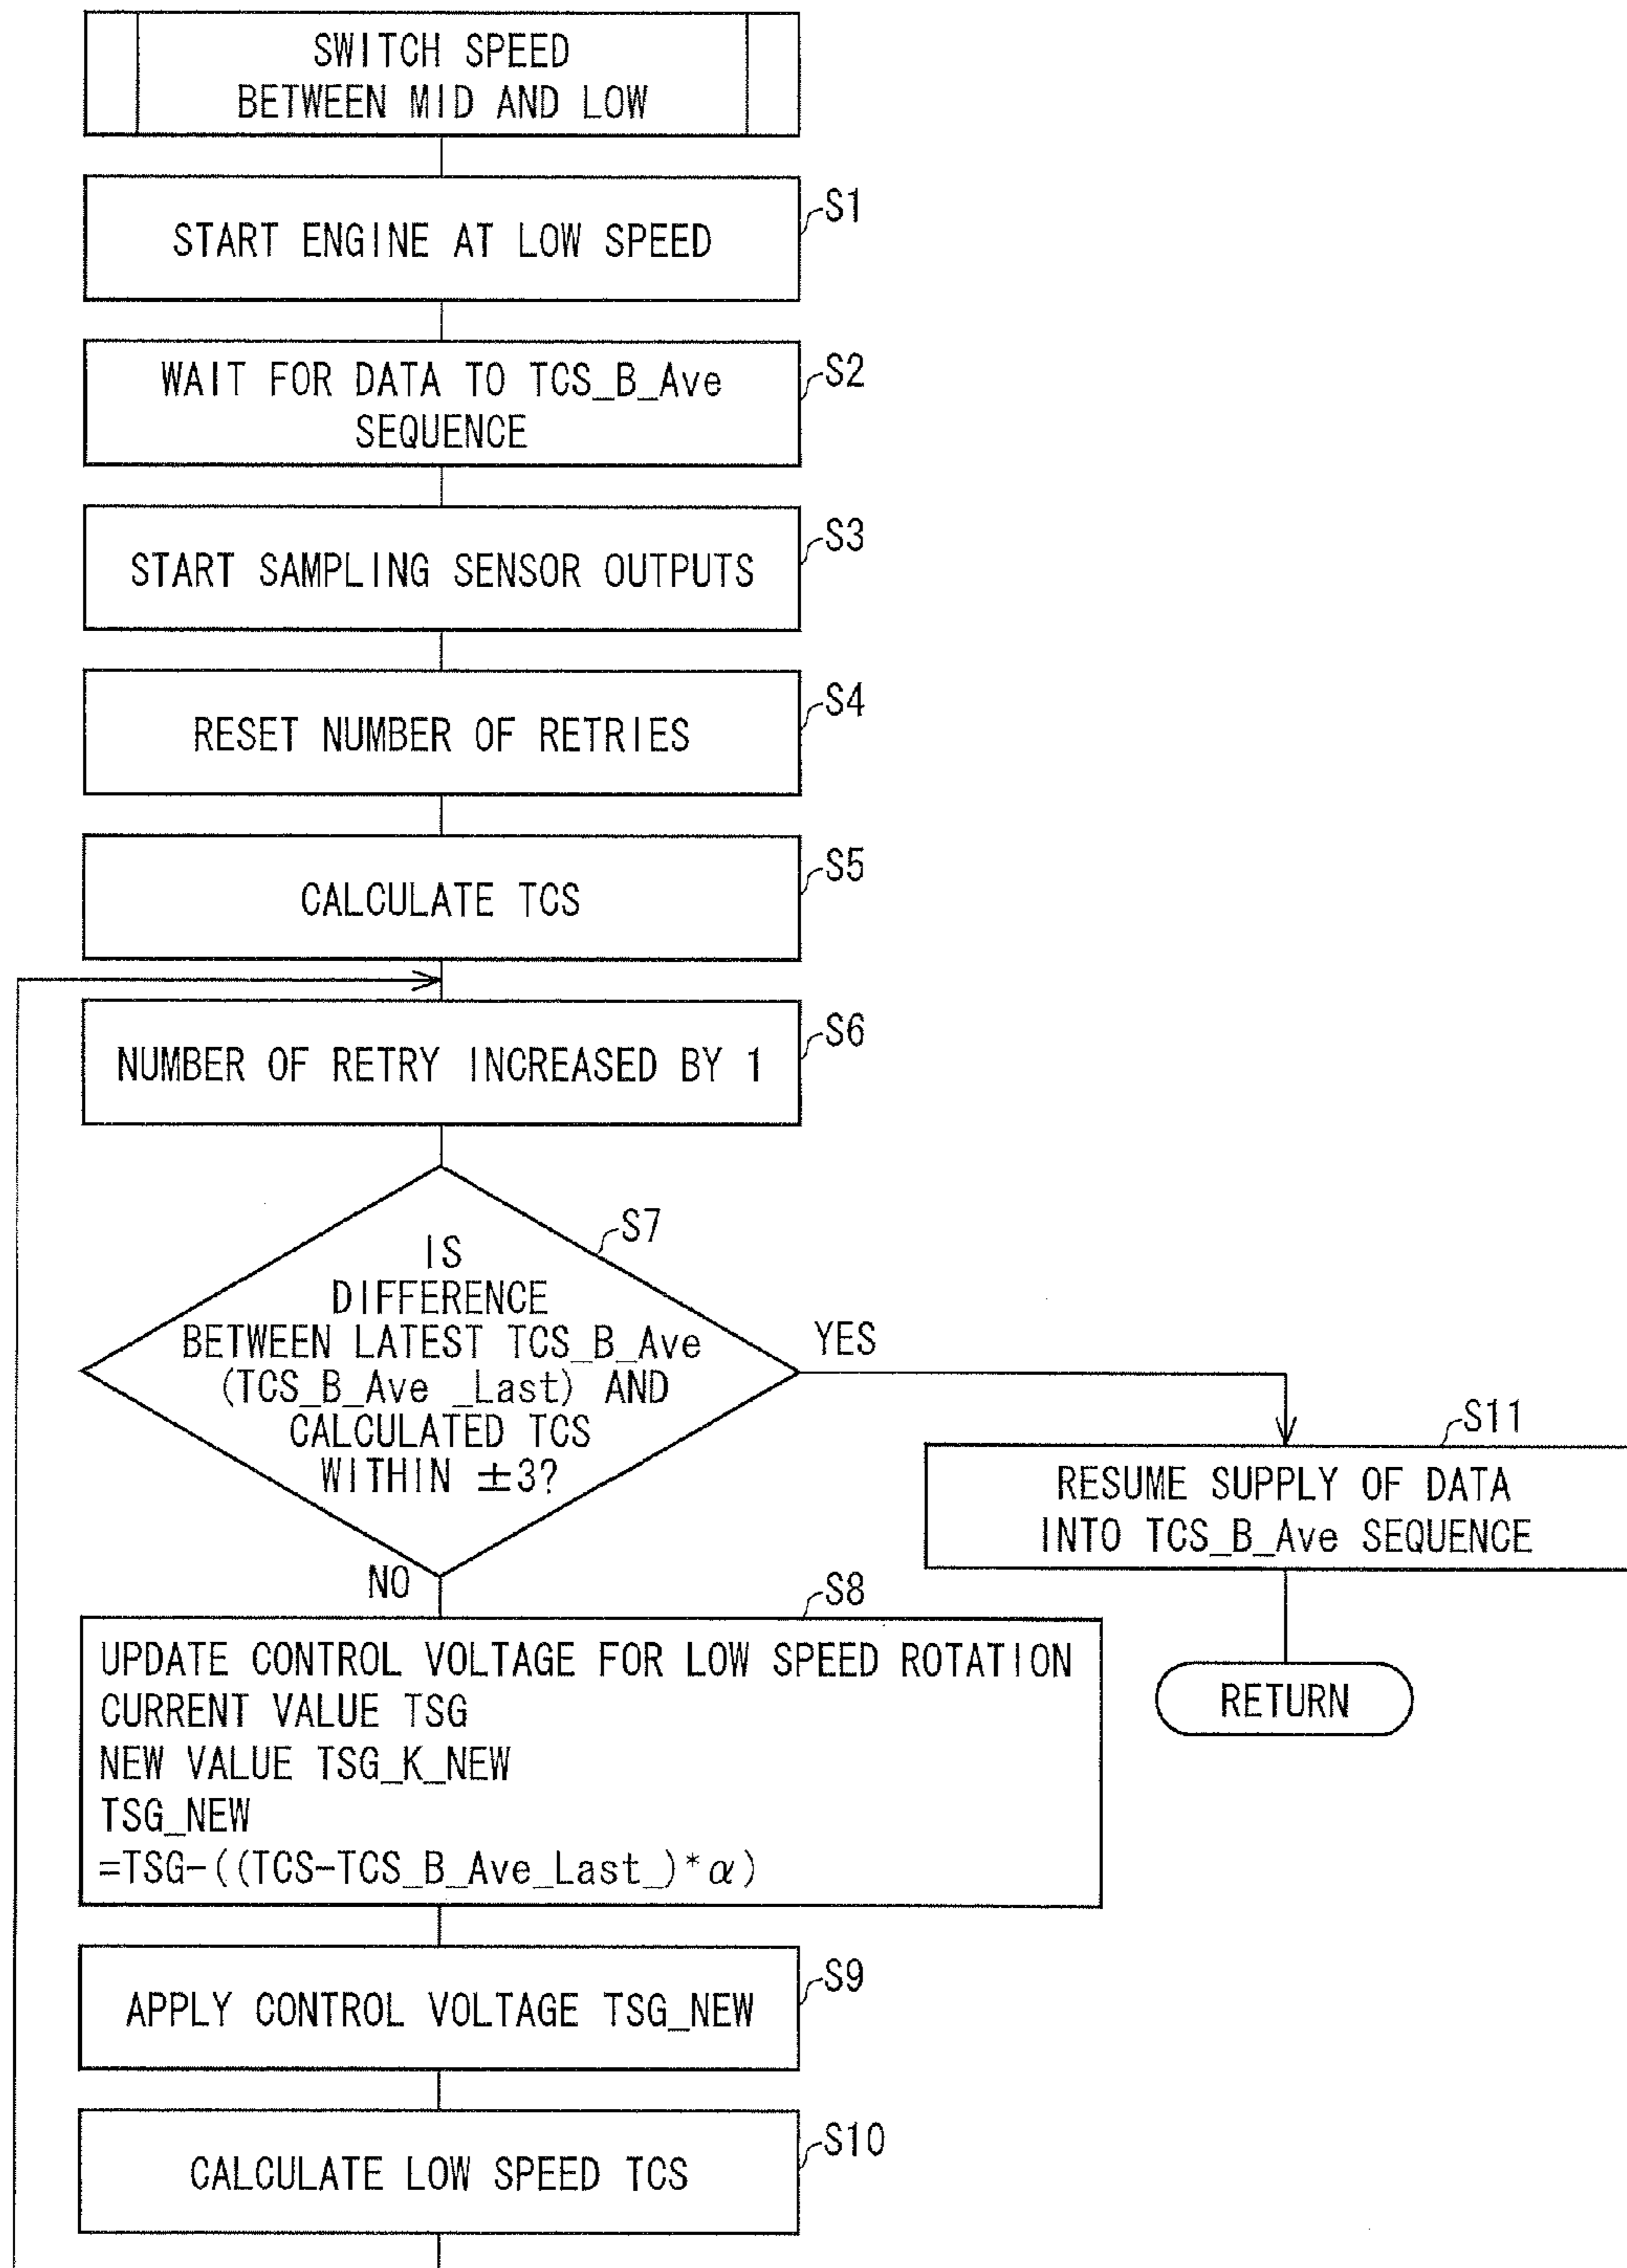 SWITCH SPEED
BETWEEN MID AND LOW
S1
START ENGINE AT LOW SPEED
S2
WAIT FOR DATA TO TCS_B_Ave
SEQUENCE
S3
START SAMPLING SENSOR OUTPUTS
S4
RESET NUMBER OF RETRIES
S5
CALCULATE TCS
S6
NUMBER OF RETRY INCREASED BY 1
S7
IS
DIFFERENCE
BETWEEN LATEST TCS_B_Ave
(TCS_B_Ave _Last) AND
CALCULATED TCS
WITHIN ±3?
YES
NO
S11
RESUME SUPPLY OF DATA
INTO TCS_B_Ave SEQUENCE
RETURN
S8
UPDATE CONTROL VOLTAGE FOR LOW SPEED ROTATION
CURRENT VALUE TSG
NEW VALUE TSG_K_NEW
TSG_NEW
=TSG-((TCS-TCS_B_Ave_Last_)*α)
S9
APPLY CONTROL VOLTAGE TSG_NEW
S10
CALCULATE LOW SPEED TCS